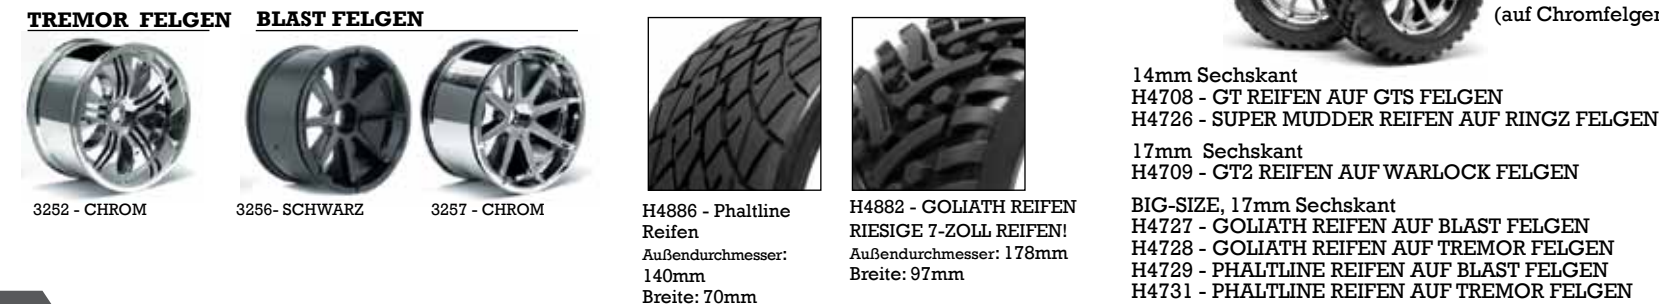 TREMOR FELGEN
BLAST FELGEN
3252 - CHROM
3256- SCHWARZ
3257 - CHROM
H4886 - Phaltline
Reifen
Außendurchmesser:
140mm
Breite: 70mm
H4882 - GOLIATH REIFEN
RIESIGE 7-ZOLL REIFEN!
Außendurchmesser: 178mm
Breite: 97mm
(auf Chromfelgen
14mm Sechskant
H4708 - GT REIFEN AUF GTS FELGEN
H4726 - SUPER MUDDER REIFEN AUF RINGZ FELGEN
17mm Sechskant
H4709 - GT2 REIFEN AUF WARLOCK FELGEN
BIG-SIZE, 17mm Sechskant
H4727 - GOLIATH REIFEN AUF BLAST FELGEN
H4728 - GOLIATH REIFEN AUF TREMOR FELGEN
H4729 - PHALTLINE REIFEN AUF BLAST FELGEN
H4731 - PHALTLINE REIFEN AUF TREMOR FELGEN